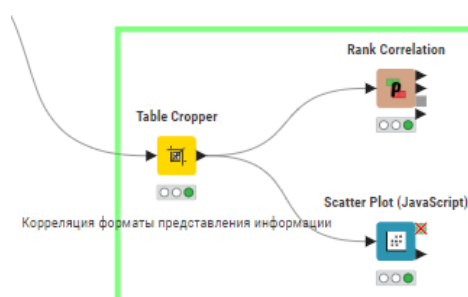 Rank Correlation
Table Cropper
Корреляция форматы представления информации
Scatter Plot (JavaScript)